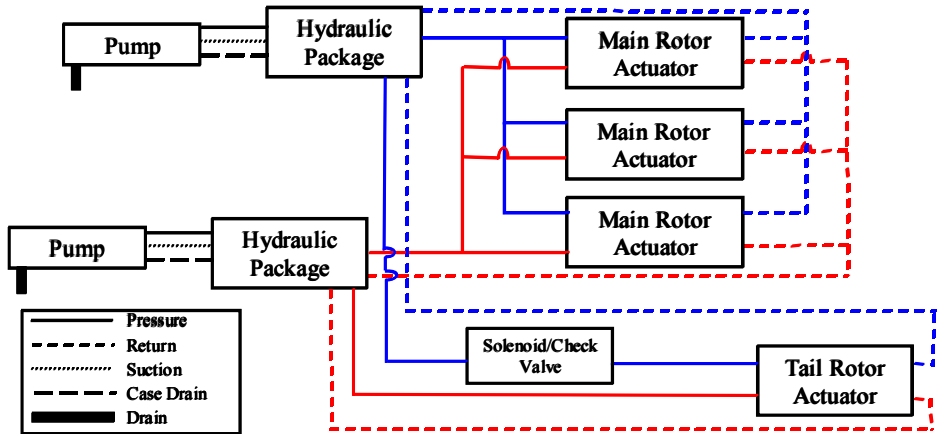 Pump
Hydraulic
Package
Main Rotor
Actuator
Main Rotor
Actuator
Main Rotor
Actuator
Pump
Hydraulic
Package
Pressure
Return
Suction
Case Drain
Drain
Solenoid/Check
Valve
Tail Rotor
Actuator